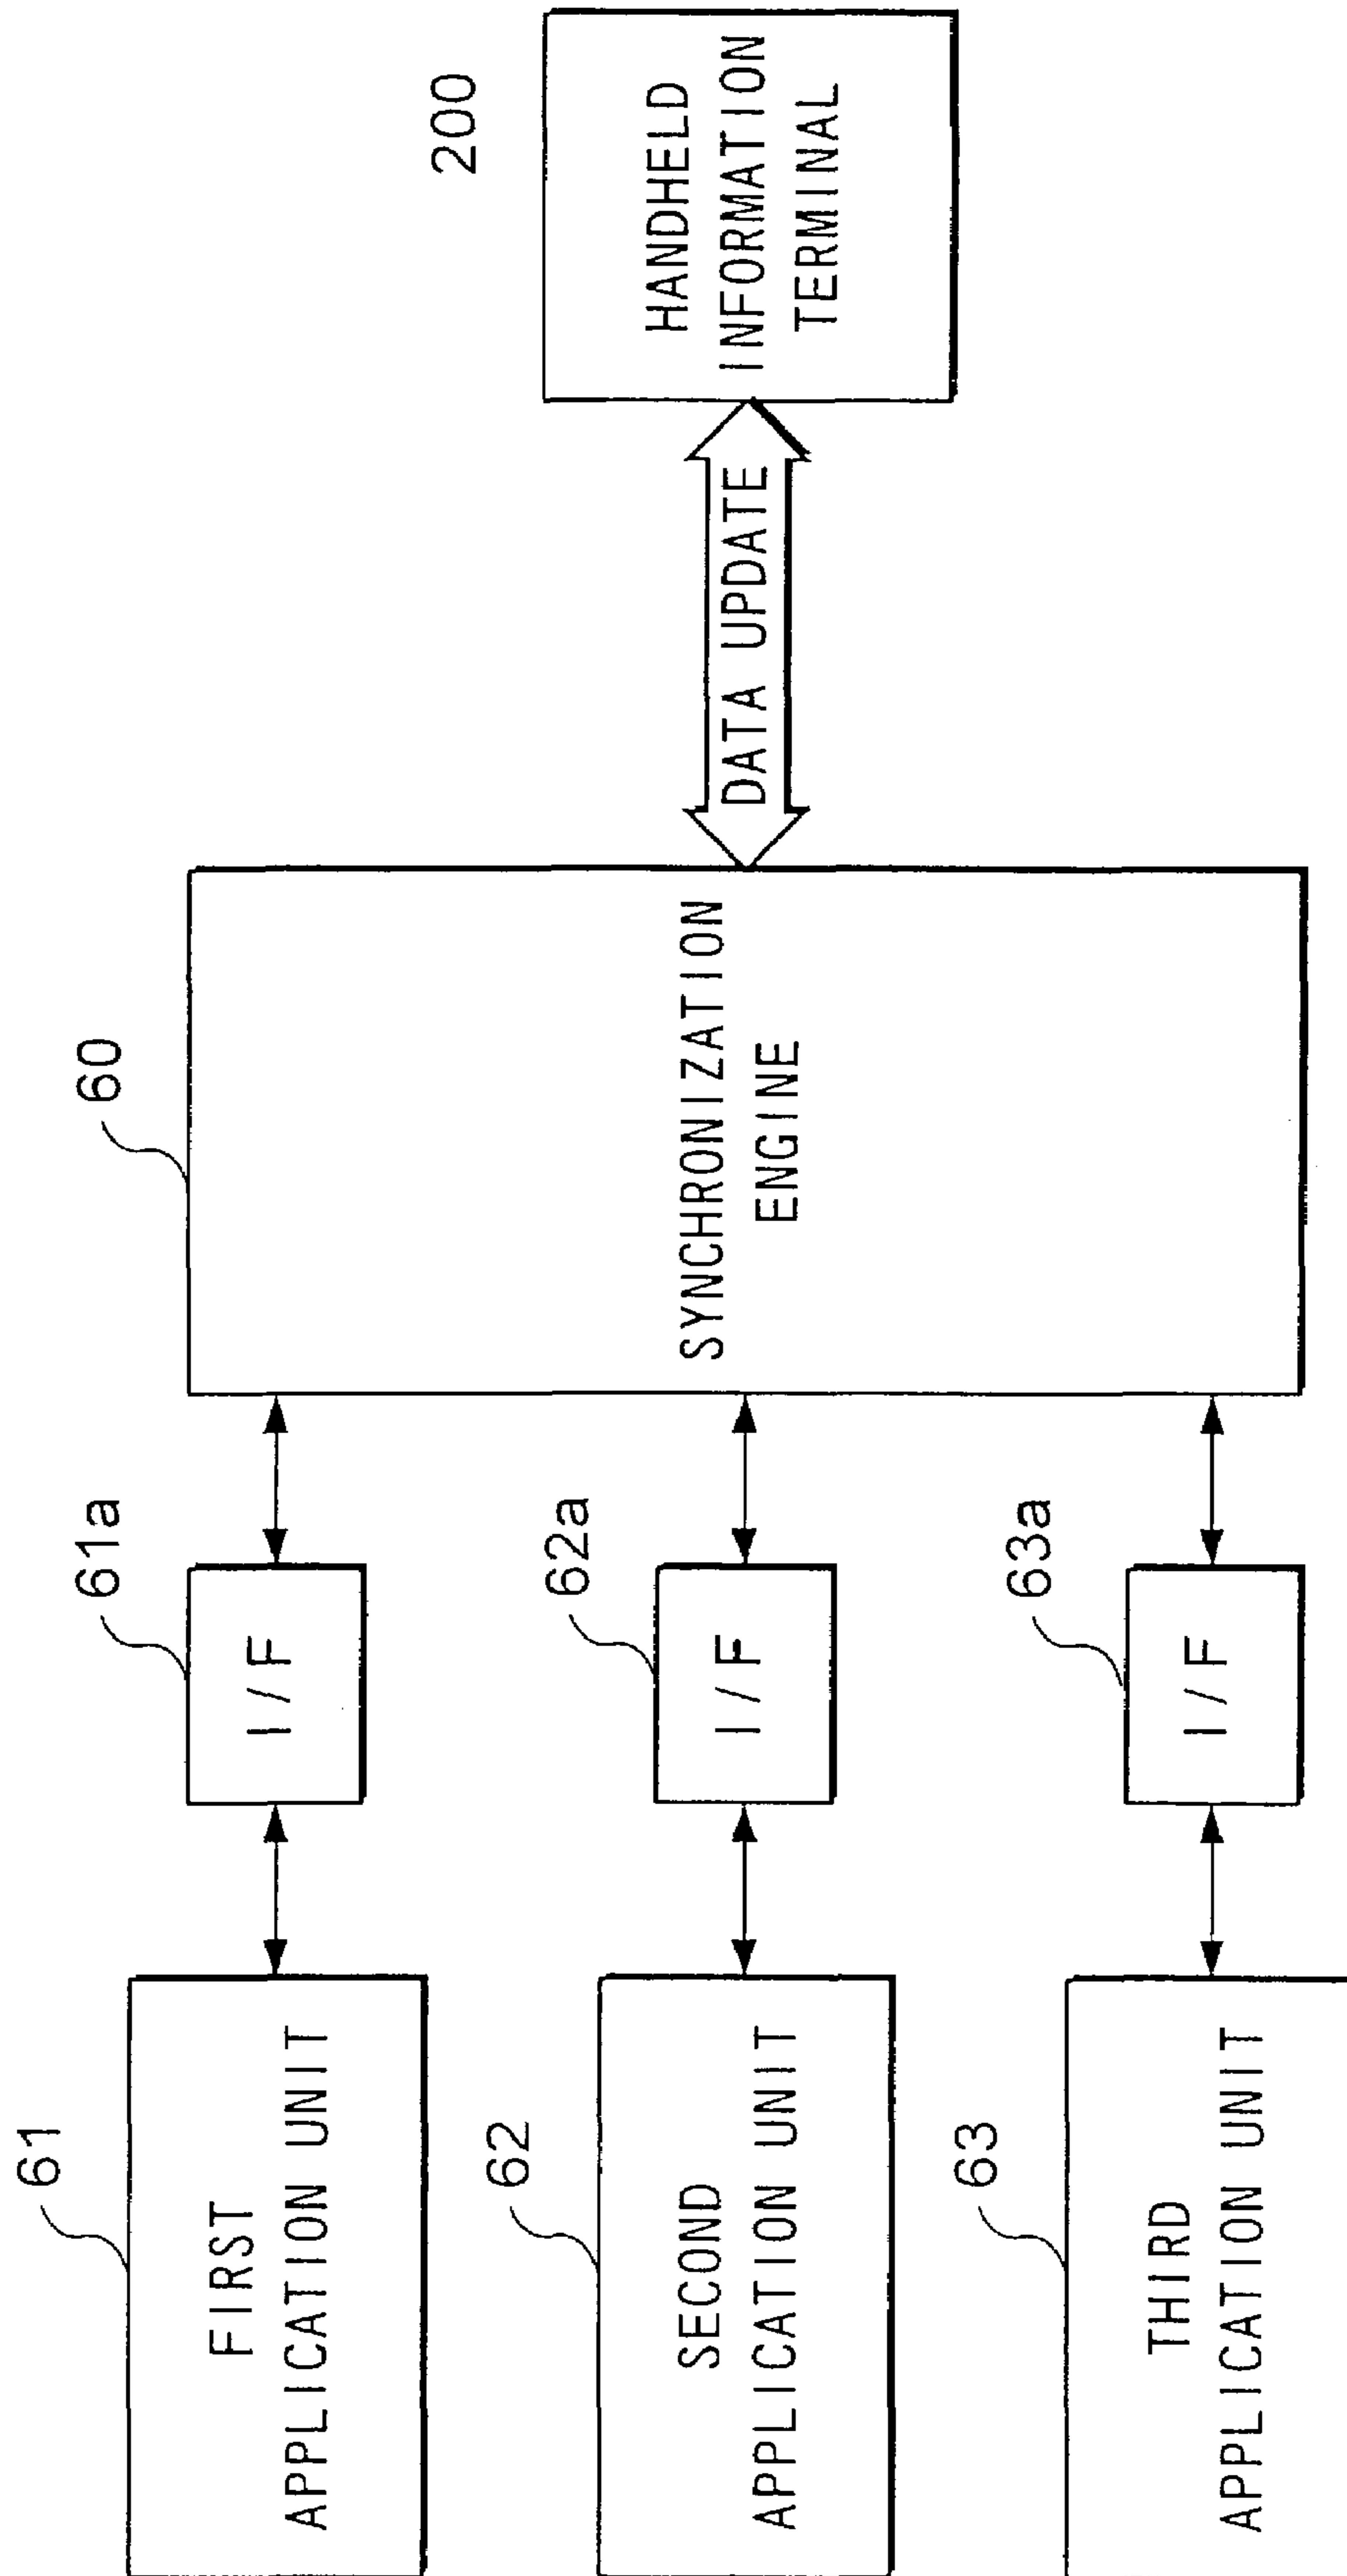 61
FIRST
APPLICATION UNIT
61a
I/F
60
SYNCHRONIZATION
ENGINE
DATA UPDATE
200
HANDHELD
INFORMATION
TERMINAL
62
SECOND
APPLICATION UNIT
62a
I/F
63
THIRD
APPLICATION UNIT
63a
I/F